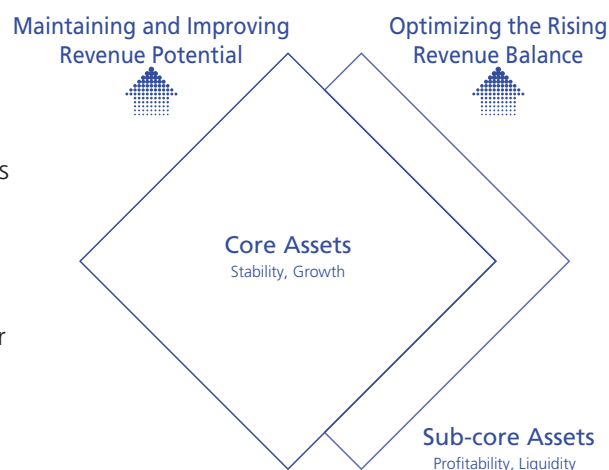 Maintaining and Improving
Revenue Potential
Optimizing the Rising
Revenue Balance
s
Core Assets
Stability, Growth
r
Sub-core Assets
Profitability, Liquidity